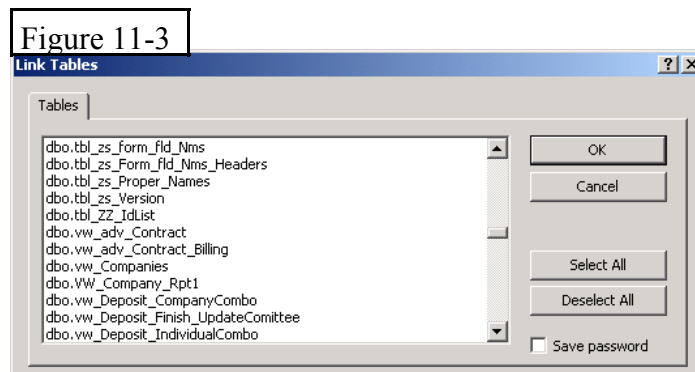 Figure 11-3
Link Tables
Tables
dbo.tbl_zs_form_fld_Nms
dbo.tbl_zs_Form_fld_Nms_Headers
dbo.tbl_zs_Proper_Names
dbo.tbl_zs_Version
dbo.tbl_ZZ_IdList
dbo.vw_adv_Contract
dbo.vw_adv_Contract_Billing
dbo.vw_Companies
dbo.VW_Company_Rpt1
dbo.vw_Deposit_CompanyCombo
dbo.vw_Deposit_Finish_UpdateComittee
dbo.vw_Deposit_IndividualCombo
OK
Cancel
Select All
Deselect All
Save password